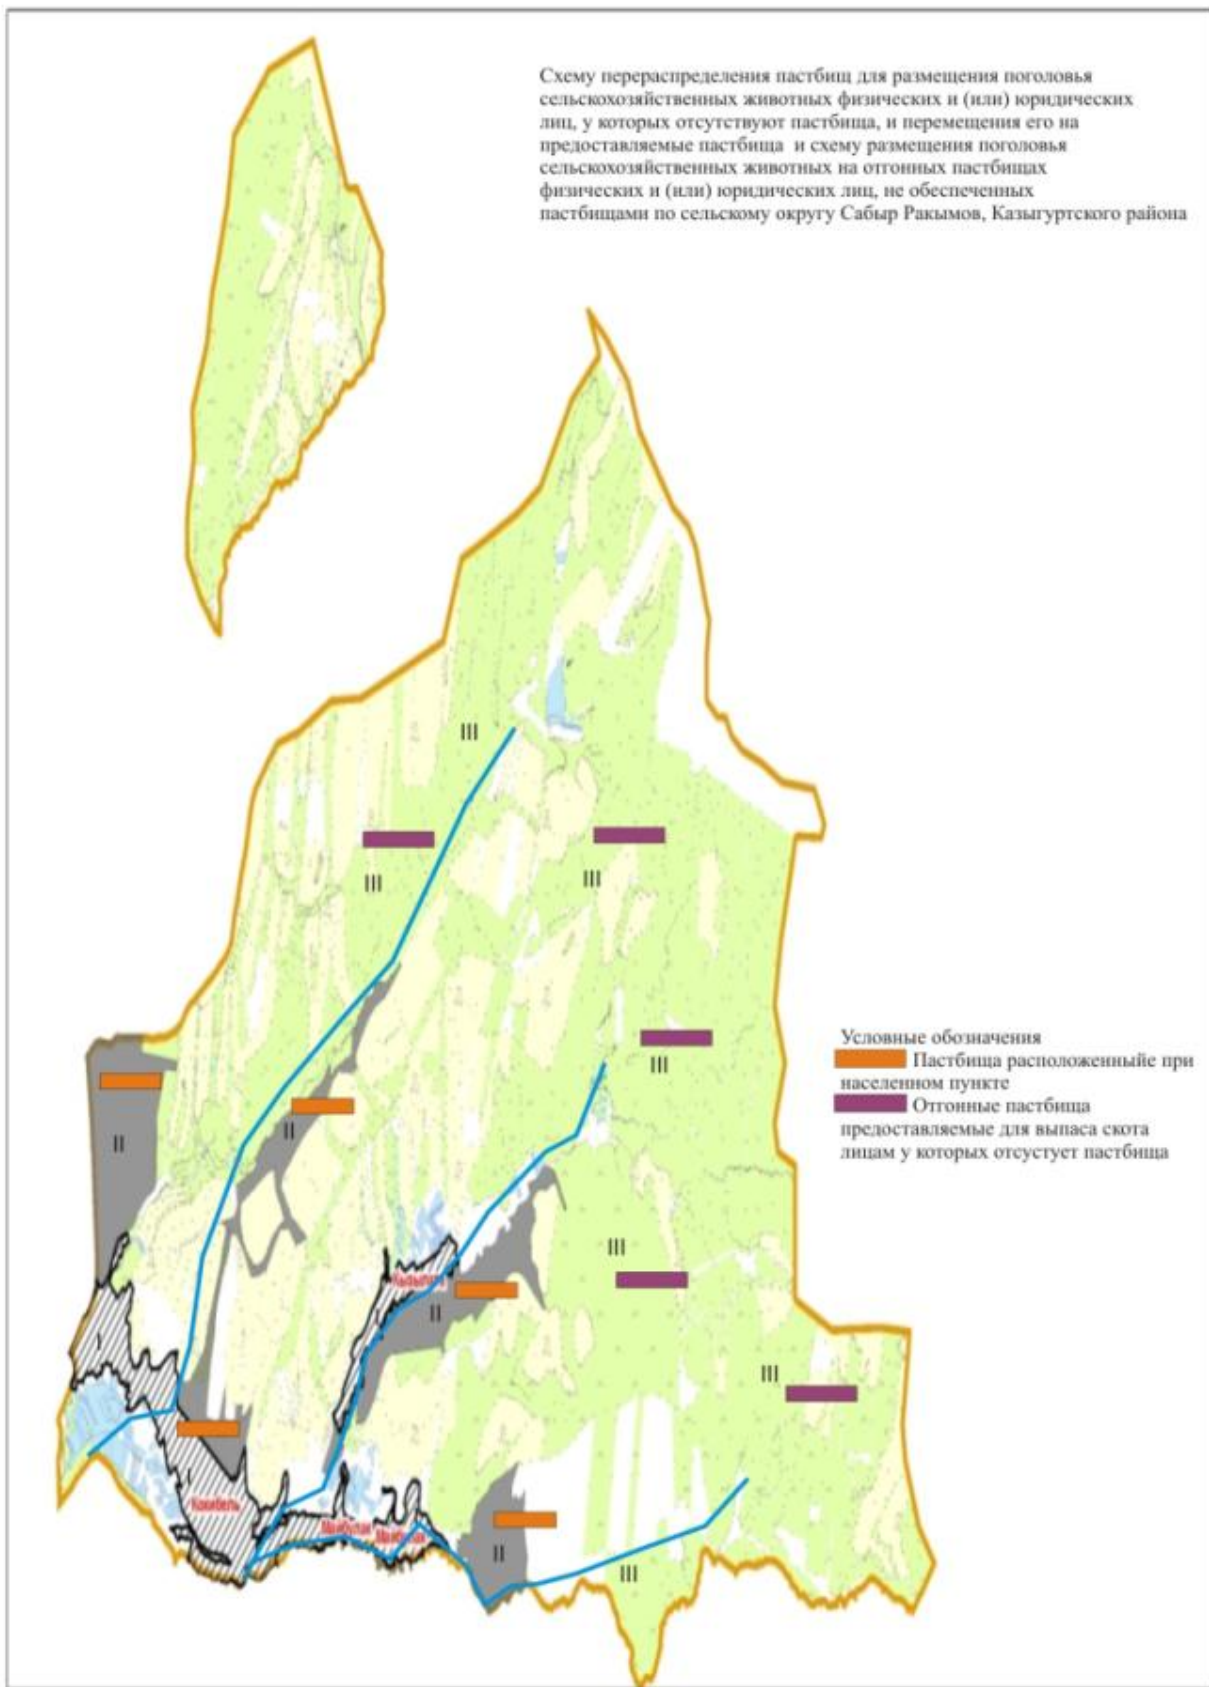 Схему перераспределения пастбищ для размещения поголовья
сельскохозяйственных животных физических и (или) юридических
лиц, у которых отсутствуют пастбища, и перемещения его на
предоставляемые пастбища и схему размещения поголовья
сельскохозяйственных животных на отгонных пастбищах
физических и (или) юридических лиц, не обеспеченных
пастбищами по сельскому округу Сабыр Ракымов, Казыгуртского района
III
III
III
III
Условные обозначения
Пастбища расположенныйе при
населенном пункте
Отгонные пастбища
предоставляемые для выпаса скота
лицам у которых отсустует пастбища
II
II
III
II
I
III
Кокибель
Майбулак
II
III